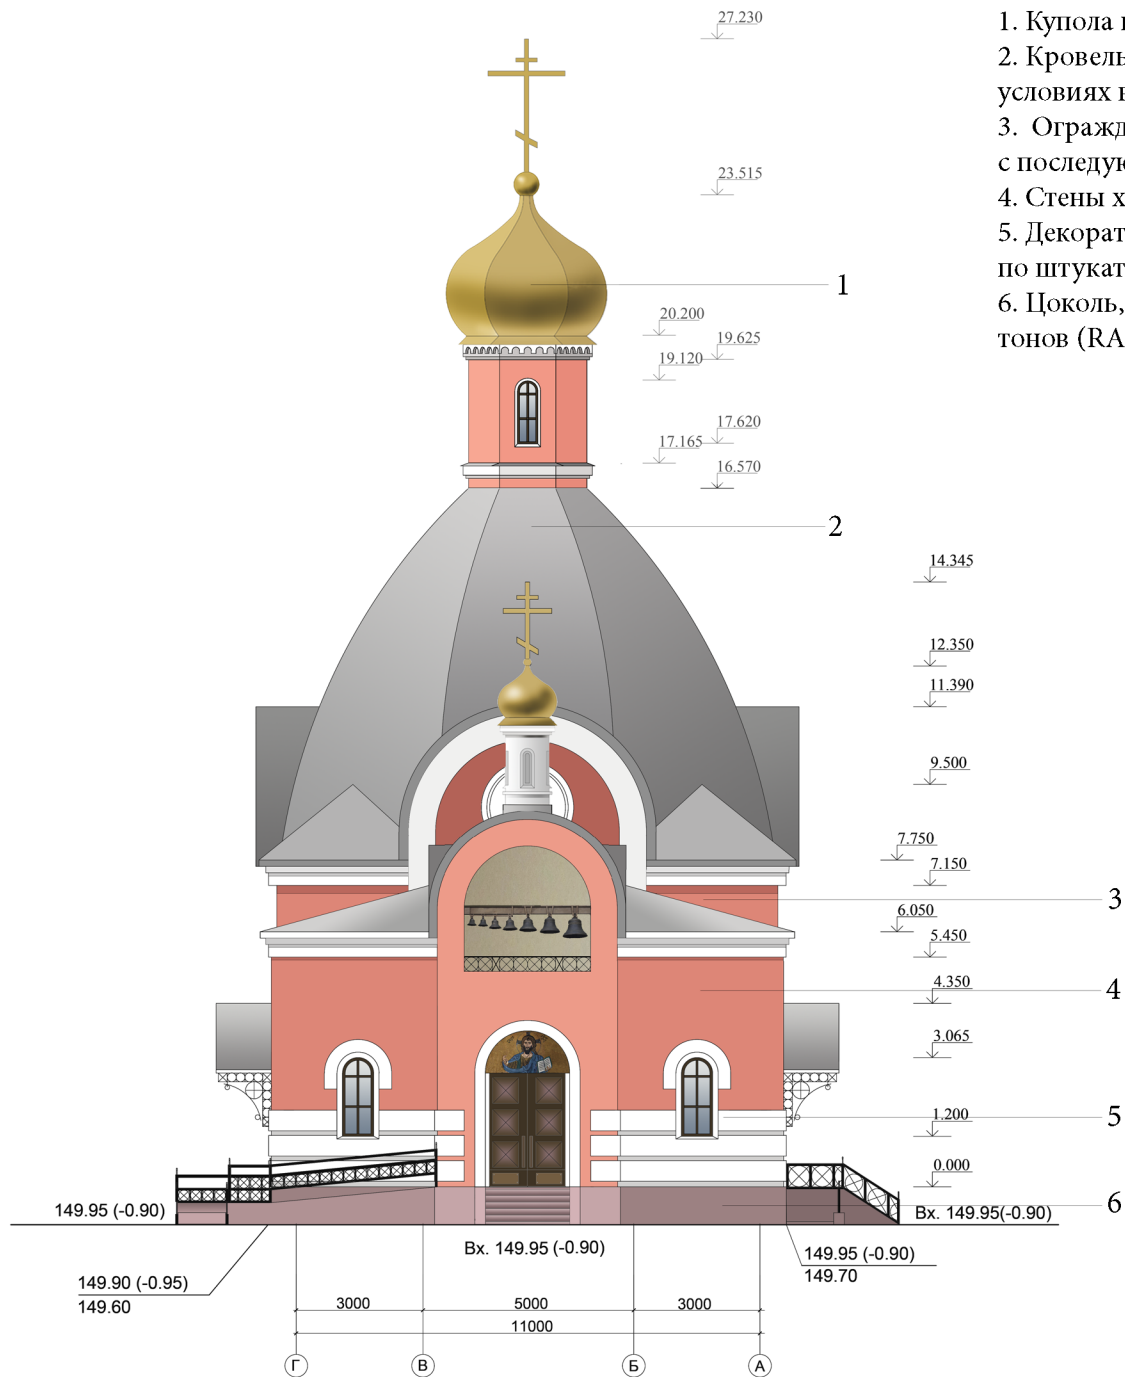 27.230
1. Купола
2. Кровель
условиях
3. Огражд
с последую
4. Стены х
5. Декорат
по штукат
6. Цоколь,
тонов (RA
23.515
1
20.200
19.625
19.120
17.620
17.165
16.570
2
14.345
12.350
11.390
9.500
7.750
7.150
3
6.050
5.450
4
4.350
3.065
5
1.200
0.000
6
149.95 (-0.90)
Вх. 149.95(-0.90)
Вх. 149.95 (-0.90)
149.95 (-0.90)
149.70
149.90 (-0.95)
149.60
3000 5000 3000
11000
Г В Б А